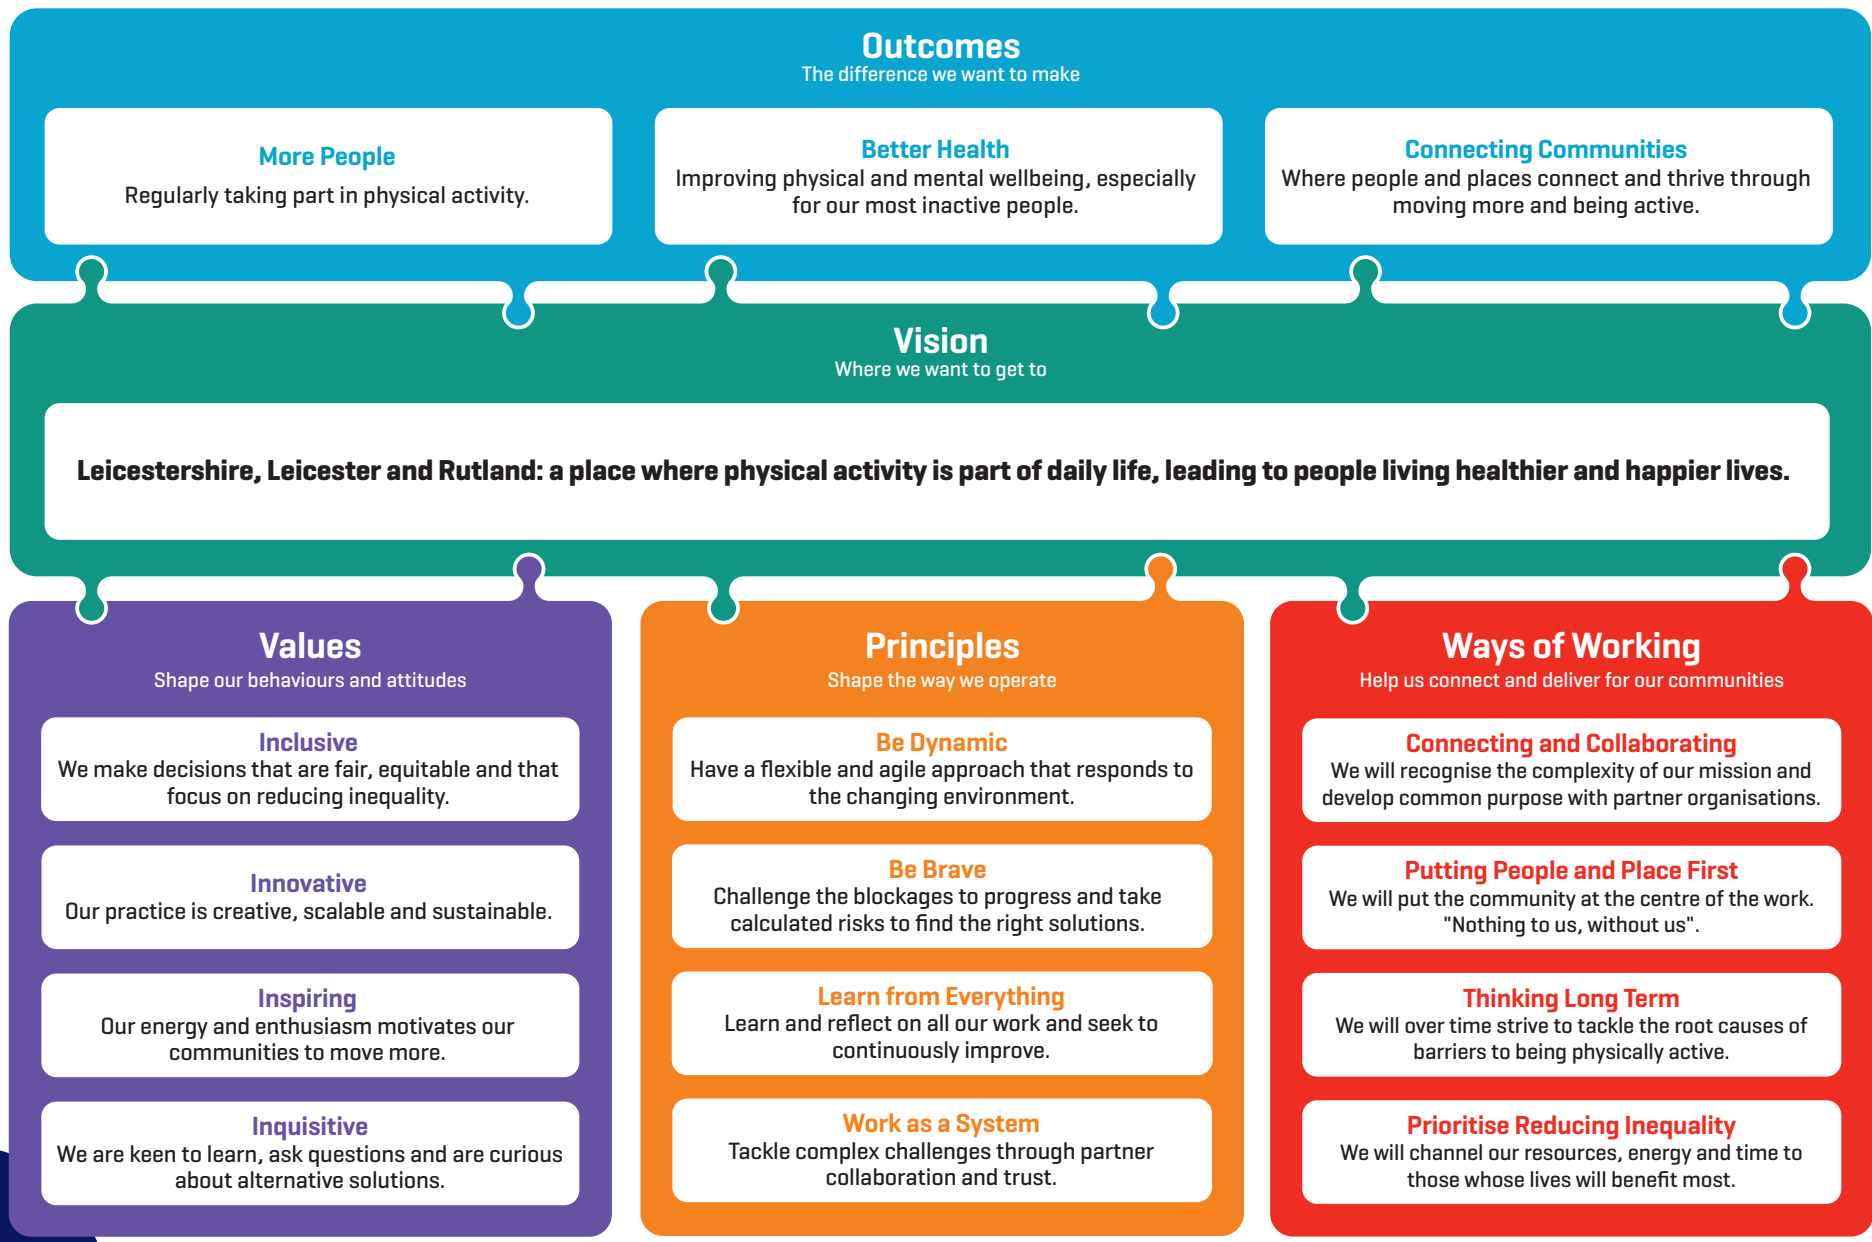 Outcomes
The difference we want to make
More People
Regularly taking part in physical activity.
Better Health
Improving physical and mental wellbeing, especially
for our most inactive people.
Connecting Communities
Where people and places connect and thrive through
moving more and being active.
Vision
Where we want to get to
Leicestershire, Leicester and Rutland: a place where physical activity is part of daily life, leading to people living healthier and happier lives.
Values
Shape our behaviours and attitudes
Inclusive
We make decisions that are fair, equitable and that
focus on reducing inequality.
Innovative
Our practice is creative, scalable and sustainable.
Inspiring
Our energy and enthusiasm motivates our
communities to move more.
Inquisitive
We are keen to learn, ask questions and are curious
about alternative solutions.
Principles
Shape the way we operate
Be Dynamic
Have a flexible and agile approach that responds to
the changing environment.
Be Brave
Challenge the blockages to progress and take
calculated risks to find the right solutions.
Learn from Everything
Learn and reflect on all our work and seek to
continuously improve.
Work as a System
Tackle complex challenges through partner
collaboration and trust.
Ways of Working
Help us connect and deliver for our communities
Connecting and Collaborating
We will recognise the complexity of our mission and
develop common purpose with partner organisations.
Putting People and Place First
We will put the community at the centre of the work.
"Nothing to us, without us".
Thinking Long Term
We will over time strive to tackle the root causes of
barriers to being physically active.
Prioritise Reducing Inequality
We will channel our resources, energy and time to
those whose lives will benefit most.